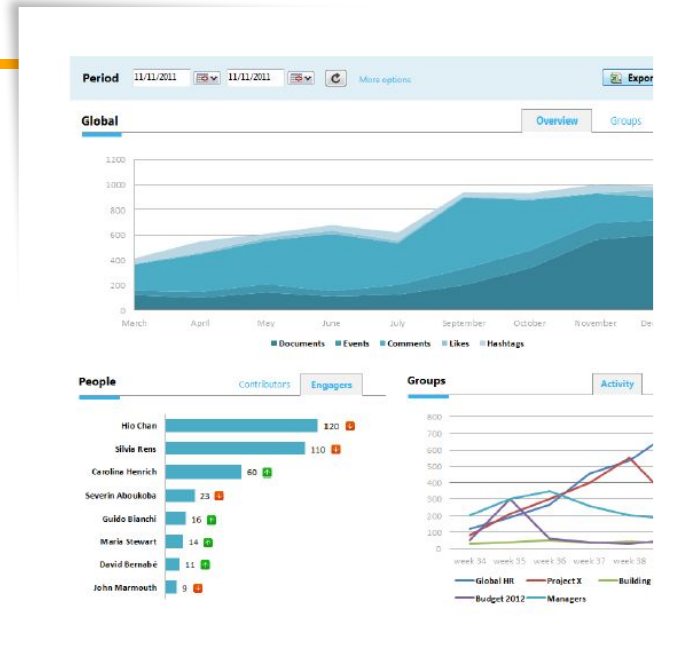 Period 11/11/2011 11/11/2011 More options Expor
Global Overview Groups
1200
1000
800
600
400
200
0
March April May June July September October November De
Documents Events Comments Likes Hashtags
People Contributors Engagers
Hio Chan 120
Silvia Rens 110
Carolina Henrich 60
Severin Aboukoba 23
Guido Bianchi 16
Maria Stewart 14
David Bernabé 11
John Marmouth 9
Groups Activity
800
700
600
500
400
300
200
100
0
week 34 week 35 week 36 week 37 week 38
Global HR Project X Building
Budget 2012 Managers